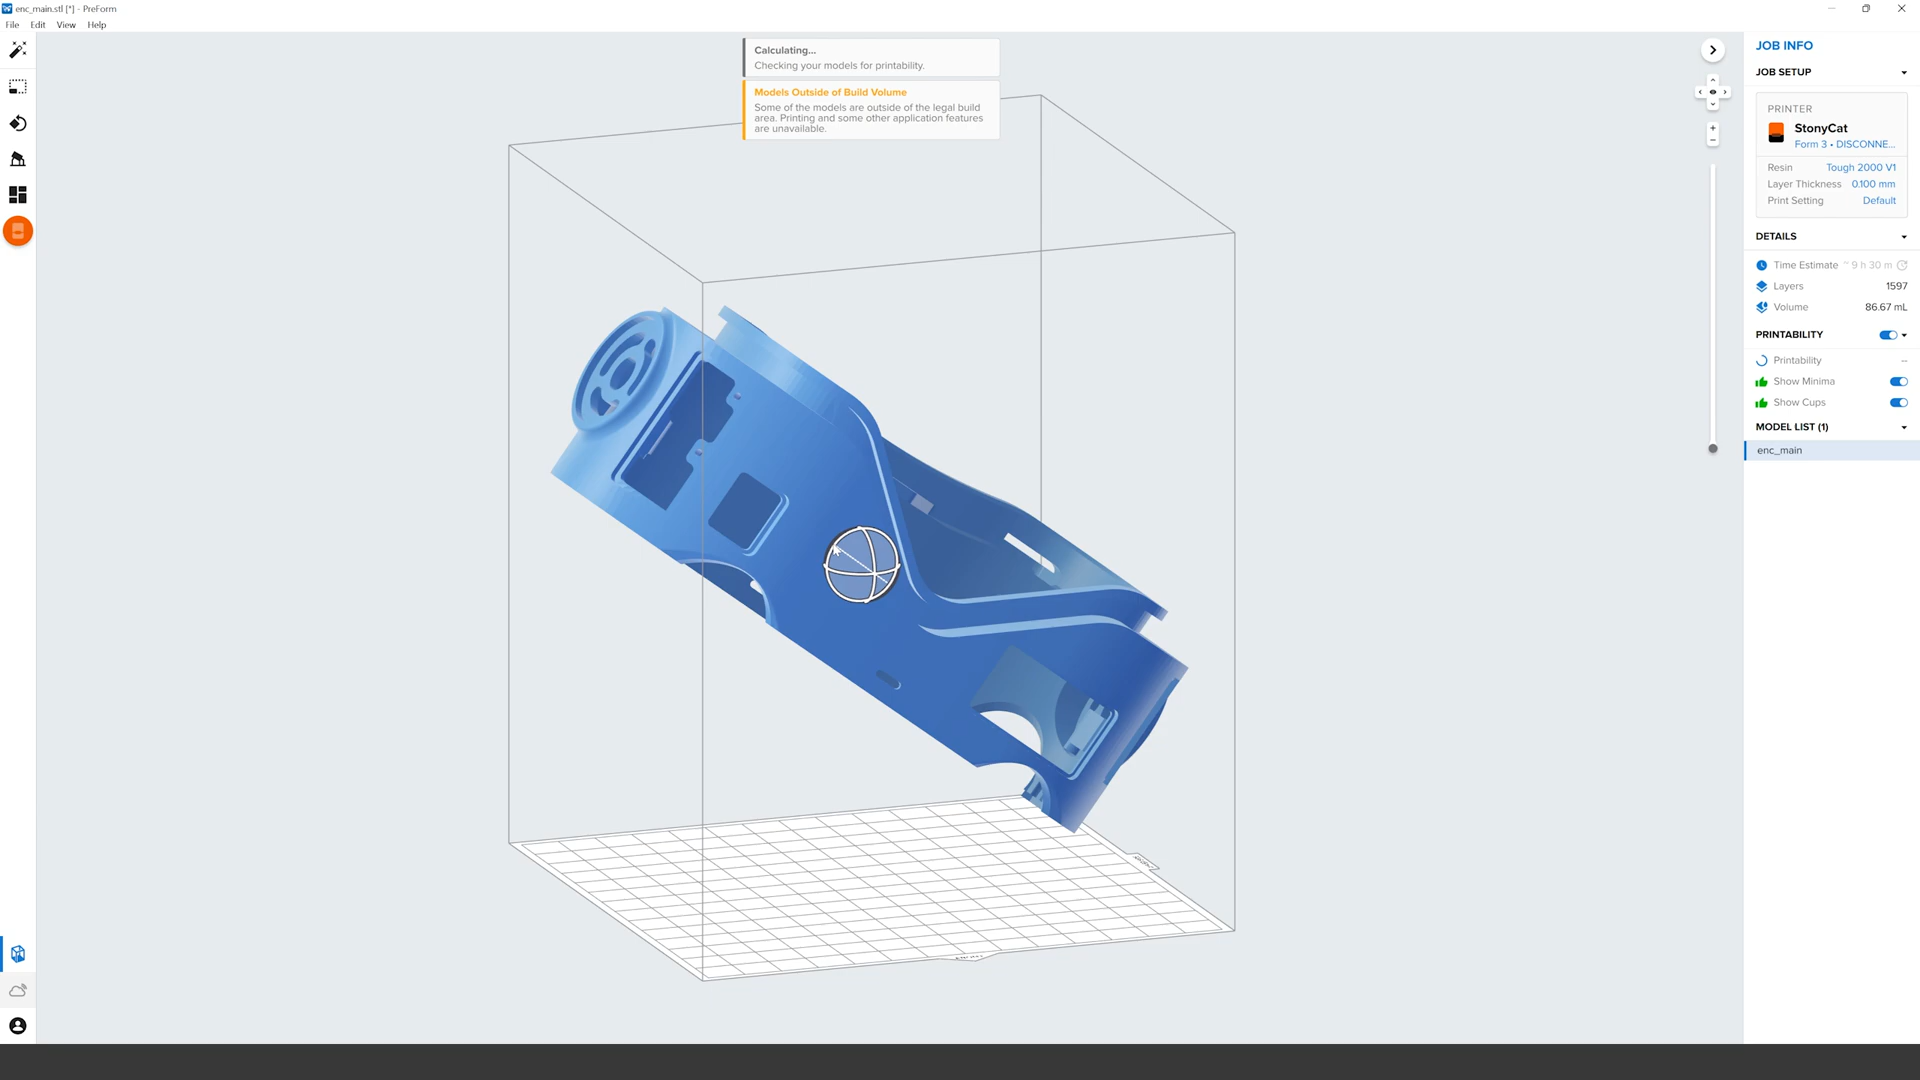 enc_main.stl [*] - PreForm
File Edit View Help
Calculating...
Checking your models for printability.
Models Outside of Build Volume
Some of the models are outside of the legal build
area. Printing and some other application features
are unavailable.
JOB INFO
JOB SETUP
PRINTER
StonyCat
Form 3 • DISCONNE...
Resin Tough 2000 V1
Layer Thickness 0.100 mm
Print Setting Default
DETAILS
Time Estimate ~ 9 h 30 m
Layers 1597
Volume 86.67 mL
PRINTABILITY
Printability --
Show Minima
Show Cups
MODEL LIST (1)
enc_main